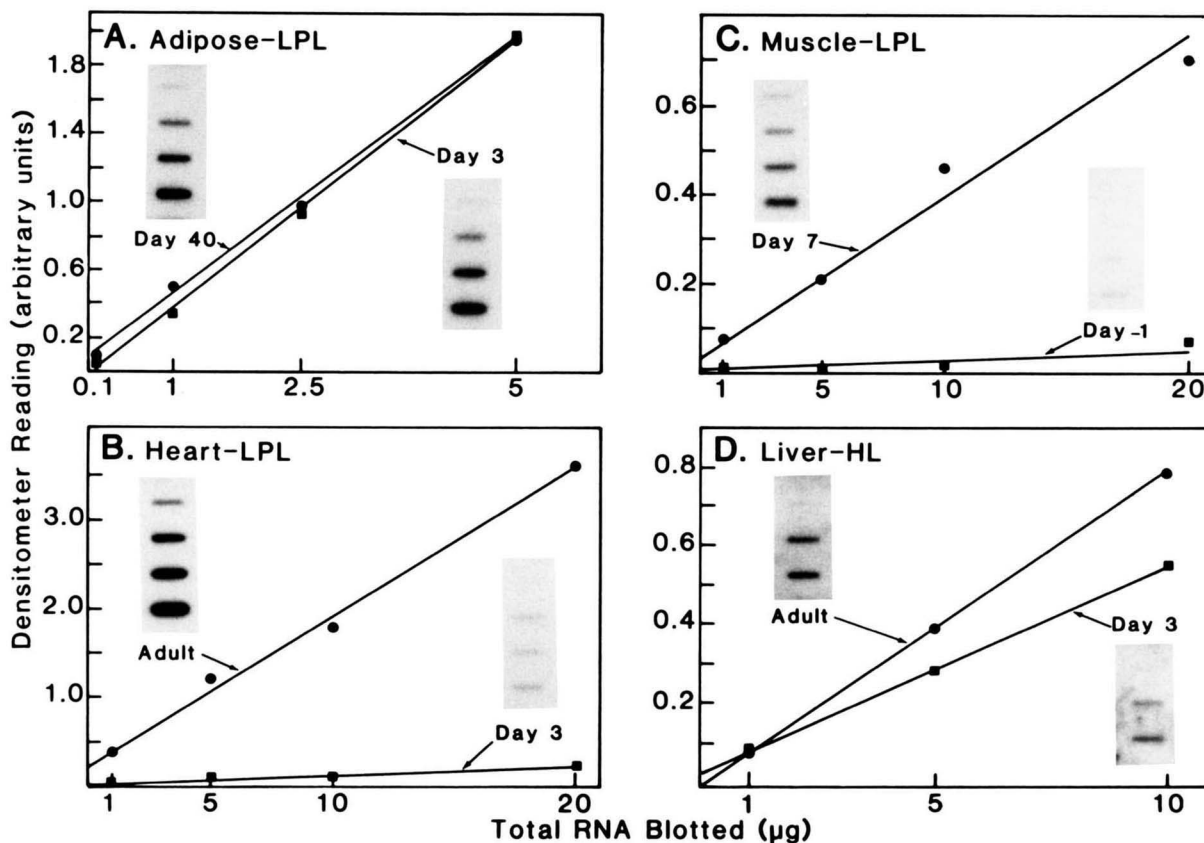 Densitometer Reading (arbitrary units)
A. Adipose-LPL
1.8
1.4
1.0
0.6
0.2
Day 3
Day 40
0.1 1 2.5 5
C. Muscle-LPL
0.6
0.4
0.2
Day 7
Day-1
1 5 10 20
B. Heart-LPL
3.0
2.0
1.0
Adult
Day 3
1 5 10 20
D. Liver-HL
0.8
0.6
0.4
0.2
Adult
Day 3
1 5 10
Total RNA Blotted (µg)